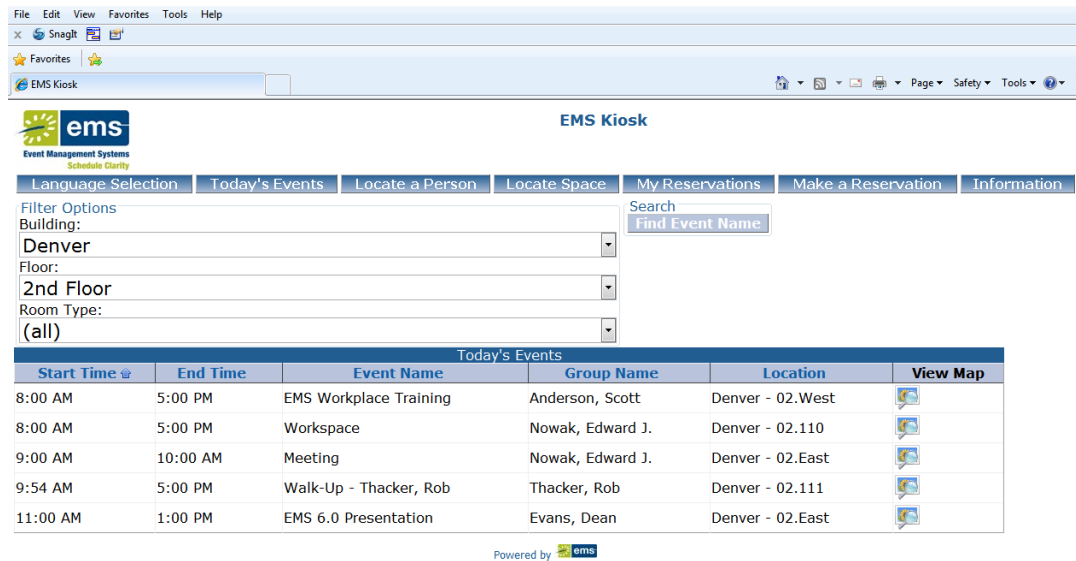 File Edit View Favorites Tools Help
x SnagIt
Favorites
EMS Kiosk
Page Safety Tools
ems
Event Management Systems
Schedule Clarity
EMS Kiosk
Language Selection Today's Events Locate a Person Locate Space My Reservations Make a Reservation Information
Filter Options
Building:
Denver
Floor:
2nd Floor
Room Type:
(all)
Search
Find Event Name
Today's Events
Start Time End Time Event Name Group Name Location View Map
8:00 AM 5:00 PM EMS Workplace Training Anderson, Scott Denver - 02.West
8:00 AM 5:00 PM Workspace Nowak, Edward J. Denver - 02.110
9:00 AM 10:00 AM Meeting Nowak, Edward J. Denver - 02.East
9:54 AM 5:00 PM Walk-Up - Thacker, Rob Thacker, Rob Denver - 02.111
11:00 AM 1:00 PM EMS 6.0 Presentation Evans, Dean Denver - 02.East
Powered by ems